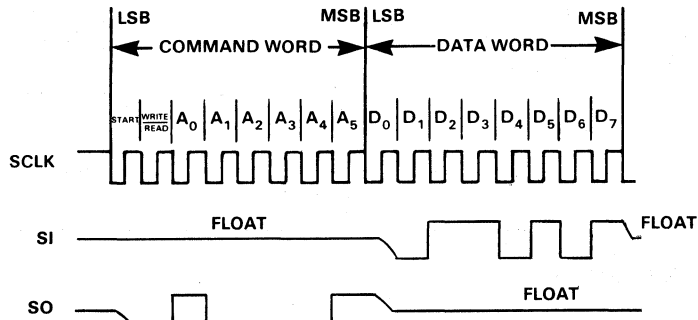 LSB MSB LSB MSB
COMMAND WORD DATA WORD
START WRITE READ A0 A1 A2 A3 A4 A5 D0 D1 D2 D3 D4 D5 D6 D7
SCLK
FLOAT
SI FLOAT
FLOAT
SO